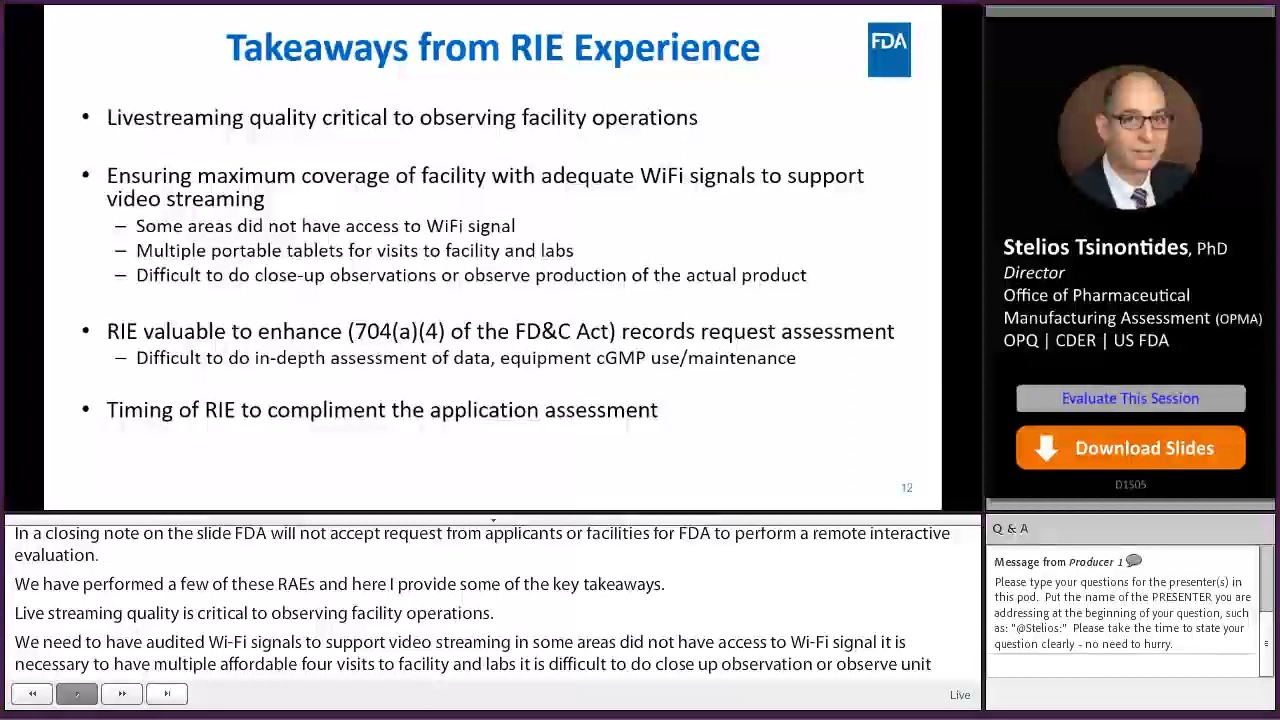 Takeaways from RIE Experience
FDA
• Livestreaming quality critical to observing facility operations
• Ensuring maximum coverage of facility with adequate WiFi signals to support
video streaming
– Some areas did not have access to WiFi signal
– Multiple portable tablets for visits to facility and labs
– Difficult to do close-up observations or observe production of the actual product
• RIE valuable to enhance (704(a)(4) of the FD&C Act) records request assessment
– Difficult to do in-depth assessment of data, equipment cGMP use/maintenance
• Timing of RIE to compliment the application assessment
12
Stelios Tsinontides, PhD
Director
Office of Pharmaceutical
Manufacturing Assessment (OPMA)
OPQ | CDER | US FDA
Evaluate This Session
Download Slides
D1S05
In a closing note on the slide FDA will not accept request from applicants or facilities for FDA to perform a remote interactive
evaluation.
We have performed a few of these RAEs and here I provide some of the key takeaways.
Live streaming quality is critical to observing facility operations.
We need to have audited Wi-Fi signals to support video streaming in some areas did not have access to Wi-Fi signal it is
necessary to have multiple affordable four visits to facility and labs it is difficult to do close up observation or observe unit
Live
Q & A
Message from Producer 1
Please type your questions for the presenter(s) in
this pod. Put the name of the PRESENTER you are
addressing at the beginning of your question, such
as: "@Stelios:" Please take the time to state your
question clearly - no need to hurry.